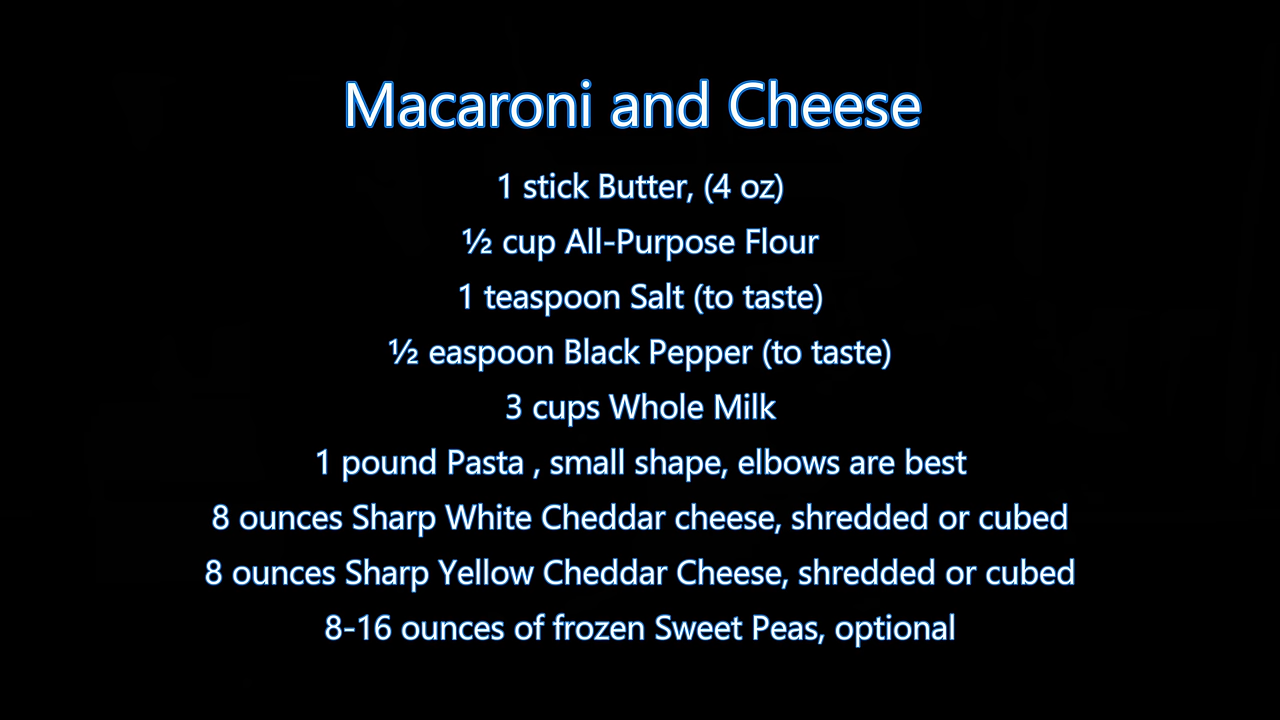 Macaroni and Cheese
1 stick Butter, (4 oz)
½ cup All-Purpose Flour
1 teaspoon Salt (to taste)
½ easpoon Black Pepper (to taste)
3 cups Whole Milk
1 pound Pasta , small shape, elbows are best
8 ounces Sharp White Cheddar cheese, shredded or cubed
8 ounces Sharp Yellow Cheddar Cheese, shredded or cubed
8-16 ounces of frozen Sweet Peas, optional